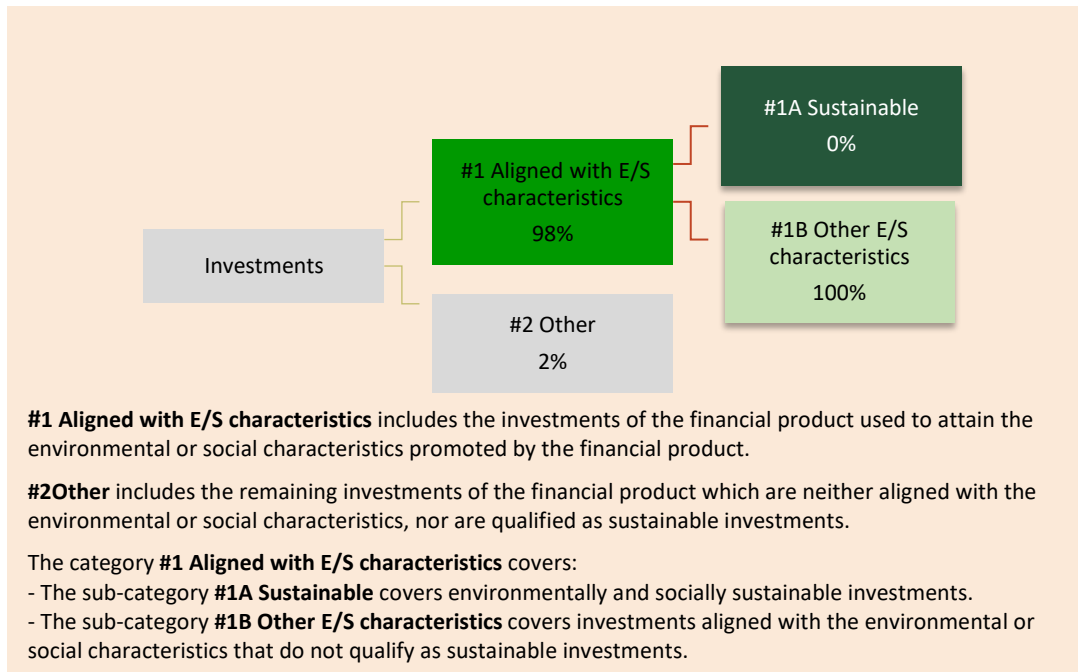 #1A Sustainable
0%
#1 Aligned with E/S
characteristics
98%
#1B Other E/S
characteristics
100%
Investments
#2 Other
2%
#1 Aligned with E/S characteristics includes the investments of the financial product used to attain the
environmental or social characteristics promoted by the financial product.
#2Other includes the remaining investments of the financial product which are neither aligned with the
environmental or social characteristics, nor are qualified as sustainable investments.
The category #1 Aligned with E/S characteristics covers:
- The sub-category #1A Sustainable covers environmentally and socially sustainable investments.
- The sub-category #1B Other E/S characteristics covers investments aligned with the environmental or
social characteristics that do not qualify as sustainable investments.